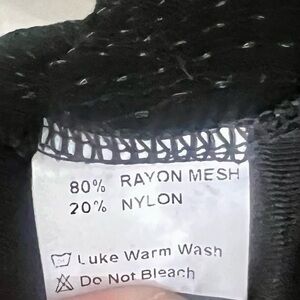 80% RAYON MESH
20% NYLON
Luke Warm Wash
Do Not Bleach